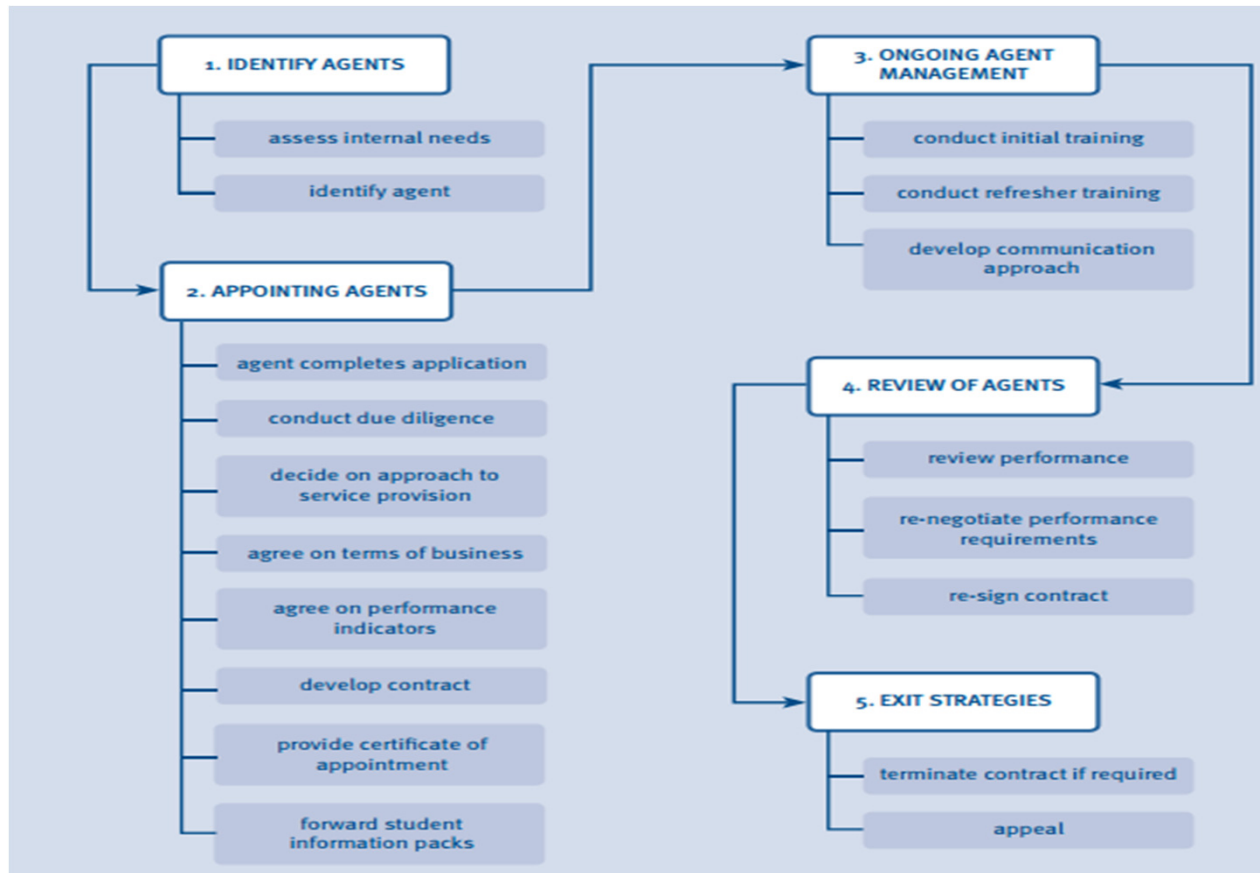 1. IDENTIFY AGENTS
assess internal needs
identify agent
2. APPOINTING AGENTS
agent completes application
conduct due diligence
decide on approach to
service provision
agree on terms of business
agree on performance
indicators
develop contract
provide certificate of
appointment
forward student
information packs
3. ONGOING AGENT
MANAGEMENT
conduct initial training
conduct refresher training
develop communication
approach
4. REVIEW OF AGENTS
review performance
re-negotiate performance
requirements
re-sign contract
5. EXIT STRATEGIES
terminate contract if required
appeal